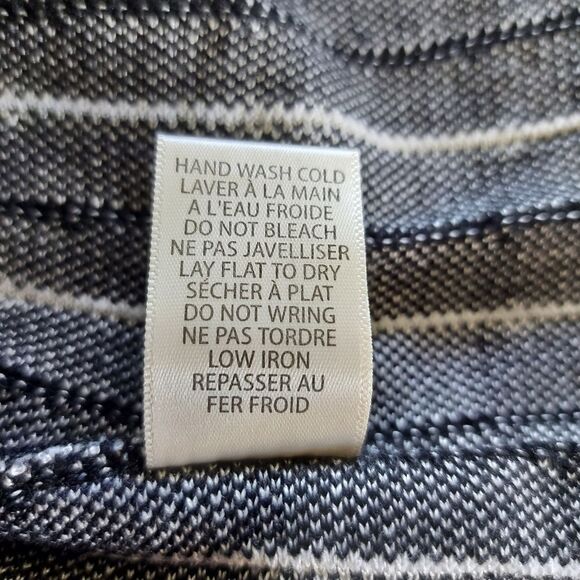 HAND WASH COLD
LAVER À LA MAIN
A L'EAU FROIDE
DO NOT BLEACH
NE PAS JAVELLISER
LAY FLAT TO DRY
SÉCHER À PLAT
DO NOT WRING
NE PAS TORDRE
LOW IRON
REPASSER AU
FER FROID